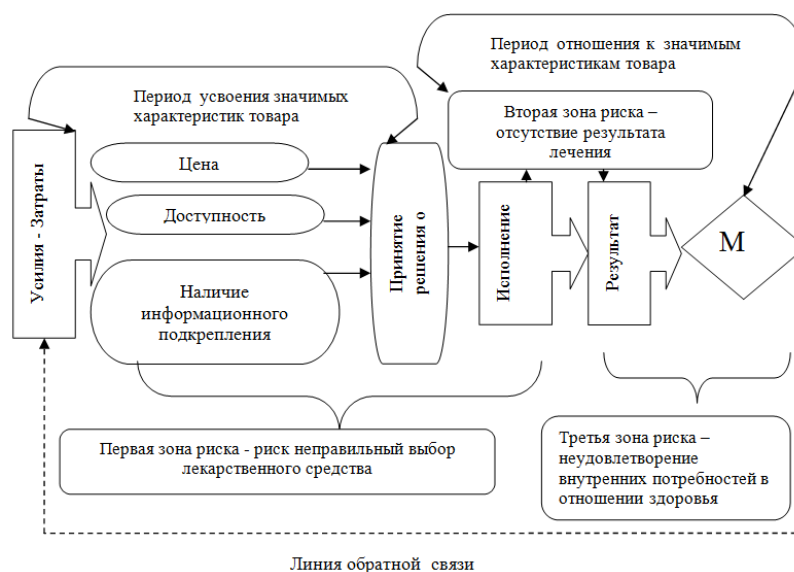 Период отношения к значимым
характеристикам товара
Период усвоения значимых
характеристик товара
Вторая зона риска –
отсутствие результата
лечения
Усилия - Затраты
Цена
Доступность
Наличие
информационного
подкрепления
Принятие
решения о
Исполнение
Результат
М
Первая зона риска - риск неправильный выбор
лекарственного средства
Третья зона риска –
неудовлетворение
внутренних потребностей в
отношении здоровья
Линия обратной связи